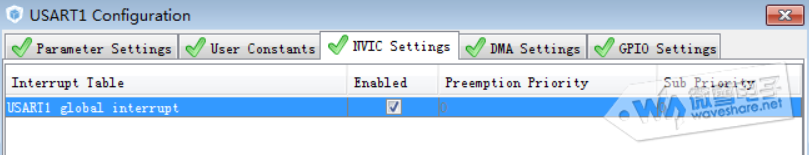 USART1 Configuration
Parameter Settings User Constants NVIC Settings DMA Settings GPIO Settings
Interrupt Table Enabled Preemption Priority Sub Priority
USART1 global interrupt 0
微雪电子
waveshare.net